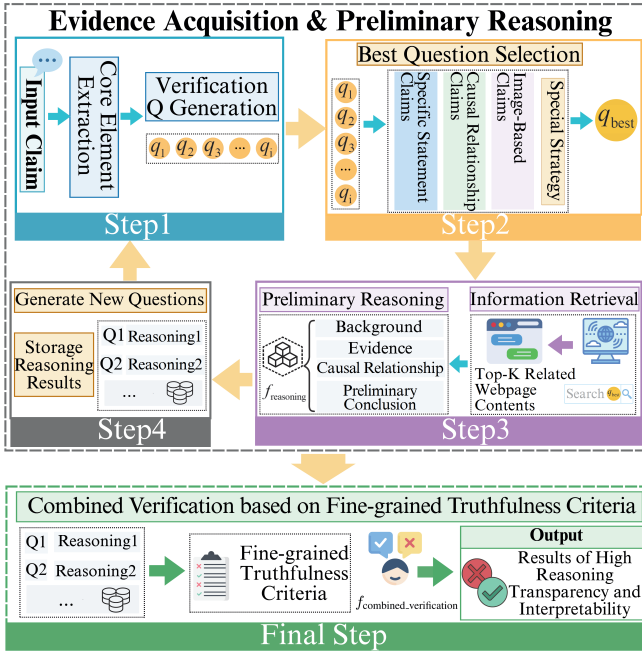 Evidence Acquisition & Preliminary Reasoning
Input Claim
Core Element
Extraction
Verification
Q Generation
q1 q2 q3 ... qi
Step1
Best Question Selection
q1
q2
q3
...
qi
Specific Statement
Claims
Causal Relationship
Claims
Image-Based
Claims
Special Strategy
qbest
Step2
Information Retrieval
Top-K Related
Webpage
Contents
Search qbest
Preliminary Reasoning
freasoning
Background
Evidence
Causal Relationship
Preliminary
Conclusion
Step3
Generate New Questions
Storage
Reasoning
Results
Q1 Reasoning1
Q2 Reasoning2
...
Step4
Combined Verification based on Fine-grained Truthfulness Criteria
Q1 Reasoning1
Q2 Reasoning2
...
Fine-grained
Truthfulness
Criteria
fcombined_verification
Output
Results of High
Reasoning
Transparency and
Interpretability
Final Step